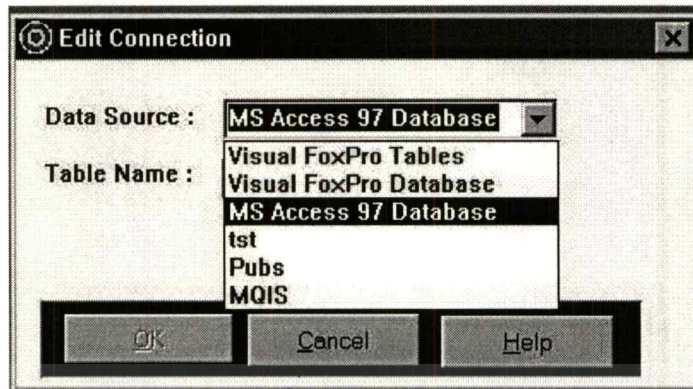 Edit Connection
Data Source : MS Access 97 Database
Table Name :
Visual FoxPro Tables
Visual FoxPro Database
MS Access 97 Database
tst
Pubs
MQIS
OK Cancel Help